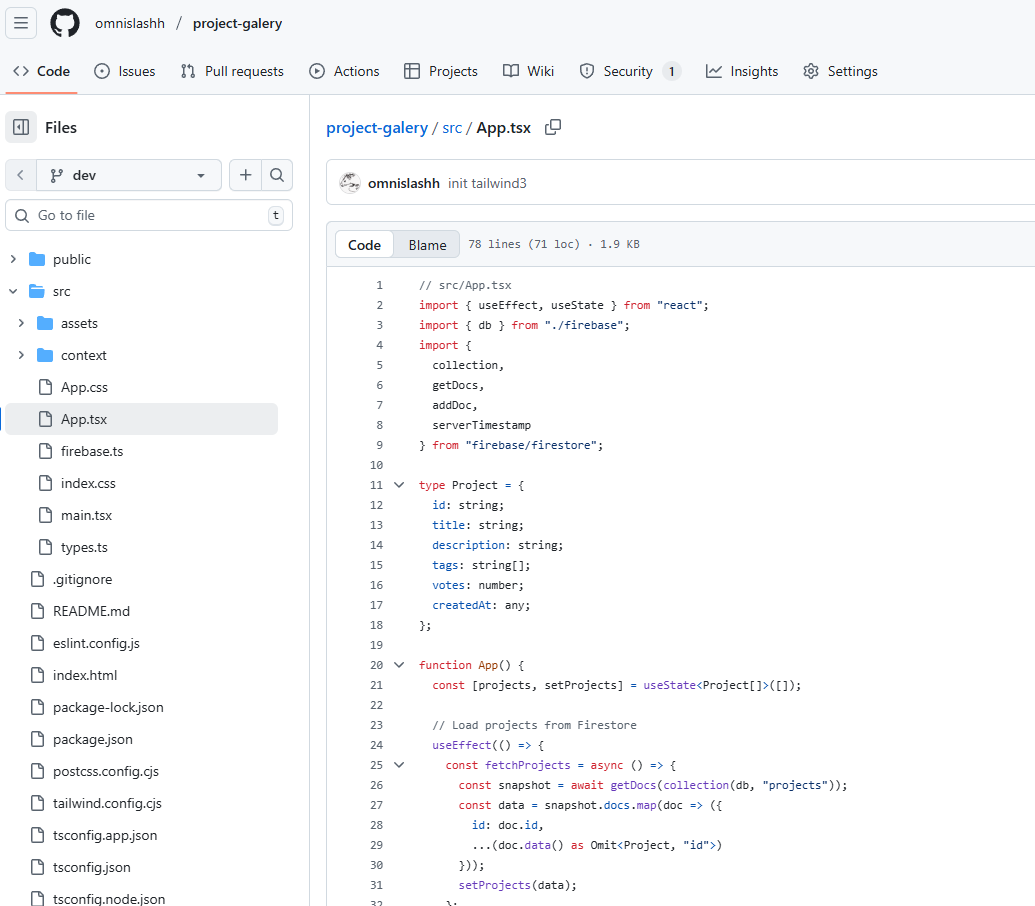 omnislashh / project-galery
Code Issues Pull requests Actions Projects Wiki Security 1 Insights Settings
Files
dev
Go to file t
public
src
assets
context
App.css
App.tsx
firebase.ts
index.css
main.tsx
types.ts
.gitignore
README.md
eslint.config.js
index.html
package-lock.json
package.json
postcss.config.cjs
tailwind.config.cjs
tsconfig.app.json
tsconfig.json
tsconfig.node.json
project-galery / src / App.tsx
omnislashh init tailwind3
Code Blame 78 lines (71 loc) · 1.9 KB
1 // src/App.tsx
2 import { useEffect, useState } from "react";
3 import { db } from "./firebase";
4 import {
5   collection,
6   getDocs,
7   addDoc,
8   serverTimestamp
9 } from "firebase/firestore";
10
11 type Project = {
12   id: string;
13   title: string;
14   description: string;
15   tags: string[];
16   votes: number;
17   createdAt: any;
18 };
19
20 function App() {
21   const [projects, setProjects] = useState<Project[]>([]);
22
23   // Load projects from Firestore
24   useEffect(() => {
25     const fetchProjects = async () => {
26       const snapshot = await getDocs(collection(db, "projects"));
27       const data = snapshot.docs.map(doc => ({
28         id: doc.id,
29         ...(doc.data() as Omit<Project, "id">)
30       }));
31       setProjects(data);
32     };